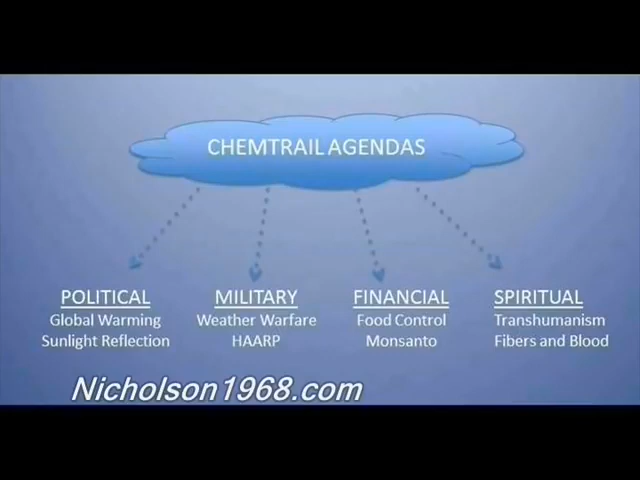 CHEMTRAIL AGENDAS
POLITICAL
Global Warming
Sunlight Reflection
MILITARY
Weather Warfare
HAARP
FINANCIAL
Food Control
Monsanto
SPIRITUAL
Transhumanism
Fibers and Blood
Nicholson1968.com